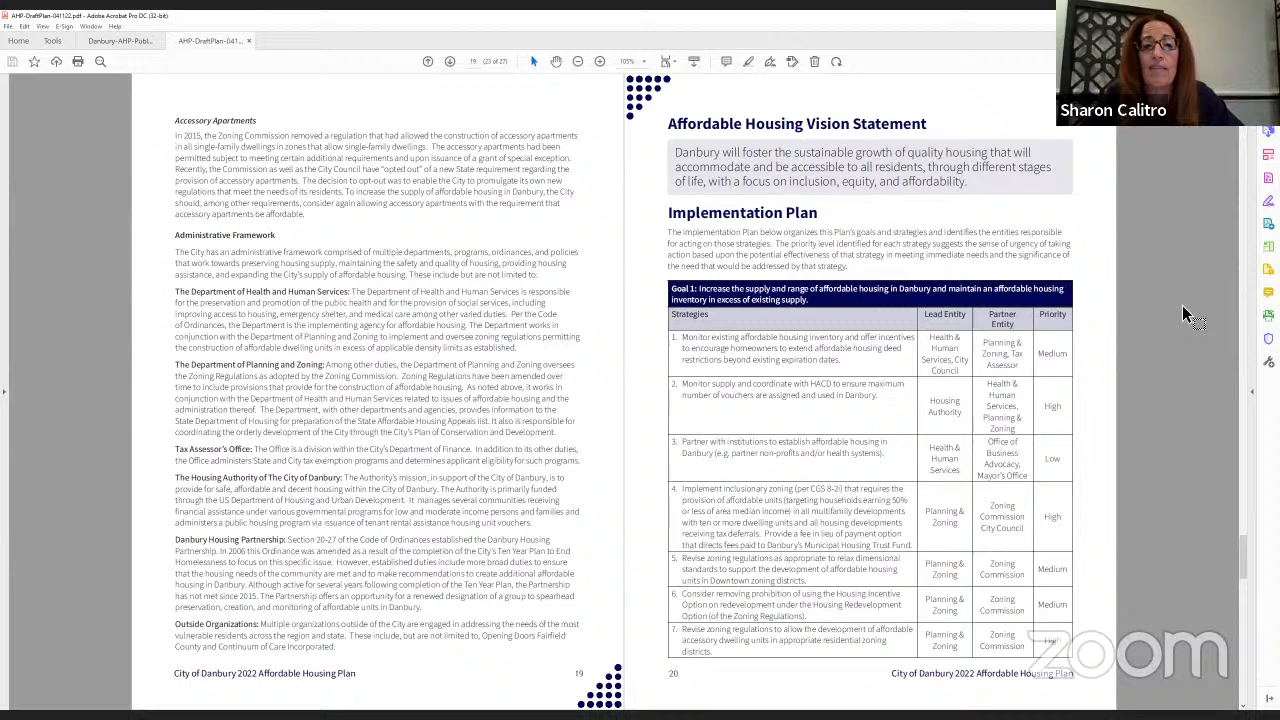 AHP-DraftPlan-041122.pdf - Adobe Acrobat Pro DC (32-bit)
File Edit View E-Sign Window Help
Home Tools Danbury-AHP-Publ... AHP-DraftPlan-041... ×
19 (23 of 27) 105%
Sharon Calitro
Accessory Apartments
In 2015, the Zoning Commission removed a regulation that had allowed the construction of accessory apartments
in all single-family dwellings in zones that allow single-family dwellings. The accessory apartments had been
permitted subject to meeting certain additional requirements and upon issuance of a grant of special exception.
Recently, the Commission as well as the City Council have "opted out" of a new State requirement regarding the
provision of accessory apartments. The decision to opt-out was to enable the City to promulgate its own new
regulations that meet the needs of its residents. To increase the supply of affordable housing in Danbury, the City
should, among other requirements, consider again allowing accessory apartments with the requirement that
accessory apartments be affordable.
Administrative Framework
The City has an administrative framework comprised of multiple departments, programs, ordinances, and policies
that work towards preserving housing supply, maintaining the safety and quality of housing, providing housing
assistance, and expanding the City's supply of affordable housing. These include but are not limited to:
The Department of Health and Human Services: The Department of Health and Human Services is responsible
for the preservation and promotion of the public health and for the provision of social services, including
improving access to housing, emergency shelter, and medical care among other varied duties. Per the Code
of Ordinances, the Department is the implementing agency for affordable housing. The Department works in
conjunction with the Department of Planning and Zoning to implement and oversee zoning regulations permitting
the construction of affordable dwelling units in excess of applicable density limits as established.
The Department of Planning and Zoning: Among other duties, the Department of Planning and Zoning oversees
the Zoning Regulations as adopted by the Zoning Commission. Zoning Regulations have been amended over
time to include provisions that provide for the construction of affordable housing. As noted above, it works in
conjunction with the Department of Health and Human Services related to issues of affordable housing and the
administration thereof. The Department, with other departments and agencies, provides information to the
State Department of Housing for preparation of the State Affordable Housing Appeals list. It also is responsible for
coordinating the orderly development of the City through the City's Plan of Conservation and Development.
Tax Assessor's Office: The Office is a division within the City's Department of Finance. In addition to its other duties,
the Office administers State and City tax exemption programs and determines applicant eligibility for such programs.
The Housing Authority of The City of Danbury: The Authority's mission, in support of the City of Danbury, is to
provide for safe, affordable and decent housing within the City of Danbury. The Authority is primarily funded
through the US Department of Housing and Urban Development. It manages several communities receiving
financial assistance under various governmental programs for low and moderate income persons and families and
administers a public housing program via issuance of tenant rental assistance housing unit vouchers.
Danbury Housing Partnership: Section 20-27 of the Code of Ordinances established the Danbury Housing
Partnership. In 2006 this Ordinance was amended as a result of the completion of the City's Ten Year Plan to End
Homelessness to focus on this specific issue. However, established duties include more broad duties to ensure
that the housing needs of the community are met and to make recommendations to create additional affordable
housing in Danbury. Although active for several years following completion of the Ten Year Plan, the Partnership
has not met since 2015. The Partnership offers an opportunity for a renewed designation of a group to spearhead
preservation, creation, and monitoring of affordable units in Danbury.
Outside Organizations: Multiple organizations outside of the City are engaged in addressing the needs of the most
vulnerable residents across the region and state. These include, but are not limited to, Opening Doors Fairfield
County and Continuum of Care Incorporated.
City of Danbury 2022 Affordable Housing Plan 19
Affordable Housing Vision Statement
Danbury will foster the sustainable growth of quality housing that will
accommodate and be accessible to all residents, through different stages
of life, with a focus on inclusion, equity, and affordability.
Implementation Plan
The implementation Plan below organizes this Plan's goals and strategies and identifies the entities responsible
for acting on those strategies. The priority level identified for each strategy suggests the sense of urgency of taking
action based upon the potential effectiveness of that strategy in meeting immediate needs and the significance of
the need that would be addressed by that strategy.
Goal 1: Increase the supply and range of affordable housing in Danbury and maintain an affordable housing
inventory in excess of existing supply.
Strategies Lead Entity Partner Entity Priority
1. Monitor existing affordable housing inventory and offer incentives
to encourage homeowners to extend affordable housing deed
restrictions beyond existing expiration dates.
Health &
Human
Services, City
Council
Planning &
Zoning, Tax
Assessor
Medium
2. Monitor supply and coordinate with HACD to ensure maximum
number of vouchers are assigned and used in Danbury.
Housing
Authority
Health &
Human
Services,
Planning &
Zoning
High
3. Partner with institutions to establish affordable housing in
Danbury (e.g. partner non-profits and/or health systems).
Health &
Human
Services
Office of
Business
Advocacy,
Mayor's Office
Low
4. Implement inclusionary zoning (per CGS 8-2i) that requires the
provision of affordable units (targeting households earning 50%
or less of area median income) in all multifamily developments
with ten or more dwelling units and all housing developments
receiving tax deferrals. Provide a fee in lieu of payment option
that directs fees paid to Danbury's Municipal Housing Trust Fund.
Planning &
Zoning
Zoning
Commission
City Council
High
5. Revise zoning regulations as appropriate to relax dimensional
standards to support the development of affordable housing
units in Downtown zoning districts.
Planning &
Zoning
Zoning
Commission
Medium
6. Consider removing prohibition of using the Housing Incentive
Option on redevelopment under the Housing Redevelopment
Option (of the Zoning Regulations).
Planning &
Zoning
Zoning
Commission
Medium
7. Revise zoning regulations to allow the development of affordable
accessory dwelling units in appropriate residential zoning
districts.
Planning &
Zoning
Zoning
Commission
High
20 City of Danbury 2022 Affordable Housing Plan
zoom